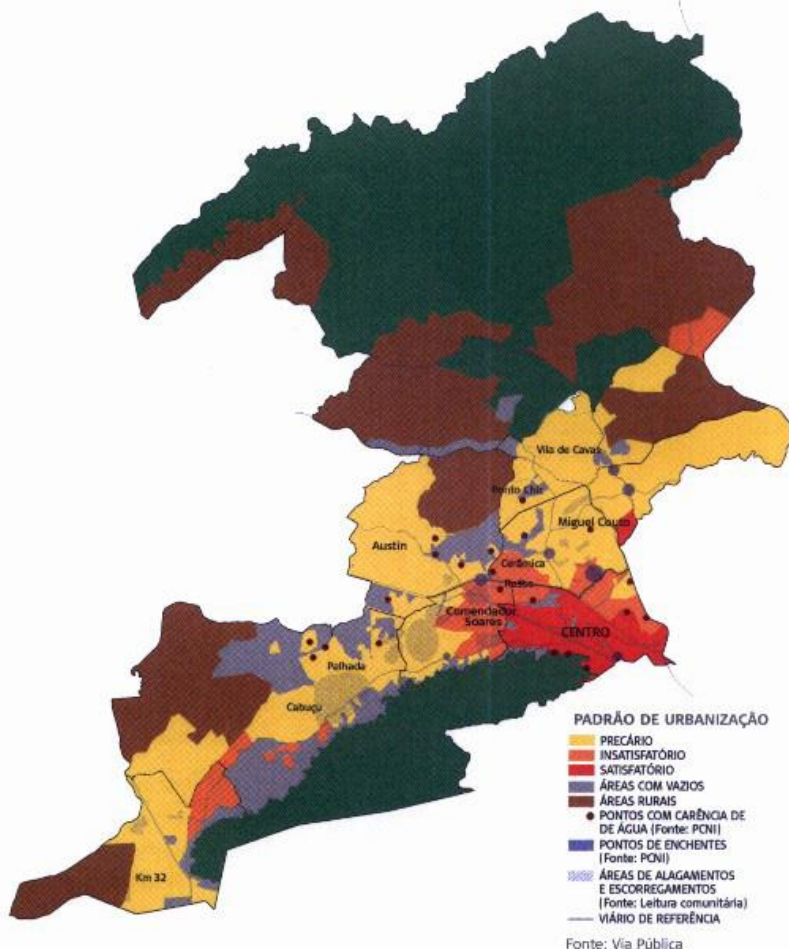 Vila de Cavas
Ponto Chic
Miguel Couto
Austin
Cerâmica
Posse
Comendador
Soares
CENTRO
Palhada
Cabuçu
Km 32
PADRÃO DE URBANIZAÇÃO
PRECÁRIO
INSATISFATÓRIO
SATISFATÓRIO
ÁREAS COM VAZIOS
ÁREAS RURAIS
PONTOS COM CARÊNCIA DE
DE ÁGUA (Fonte: PCNI)
PONTOS DE ENCHENTES
(Fonte: PCNI)
ÁREAS DE ALAGAMENTOS
E ESCORREGAMENTOS
(Fonte: Leitura comunitária)
VIÁRIO DE REFERÊNCIA
Fonte: Via Pública